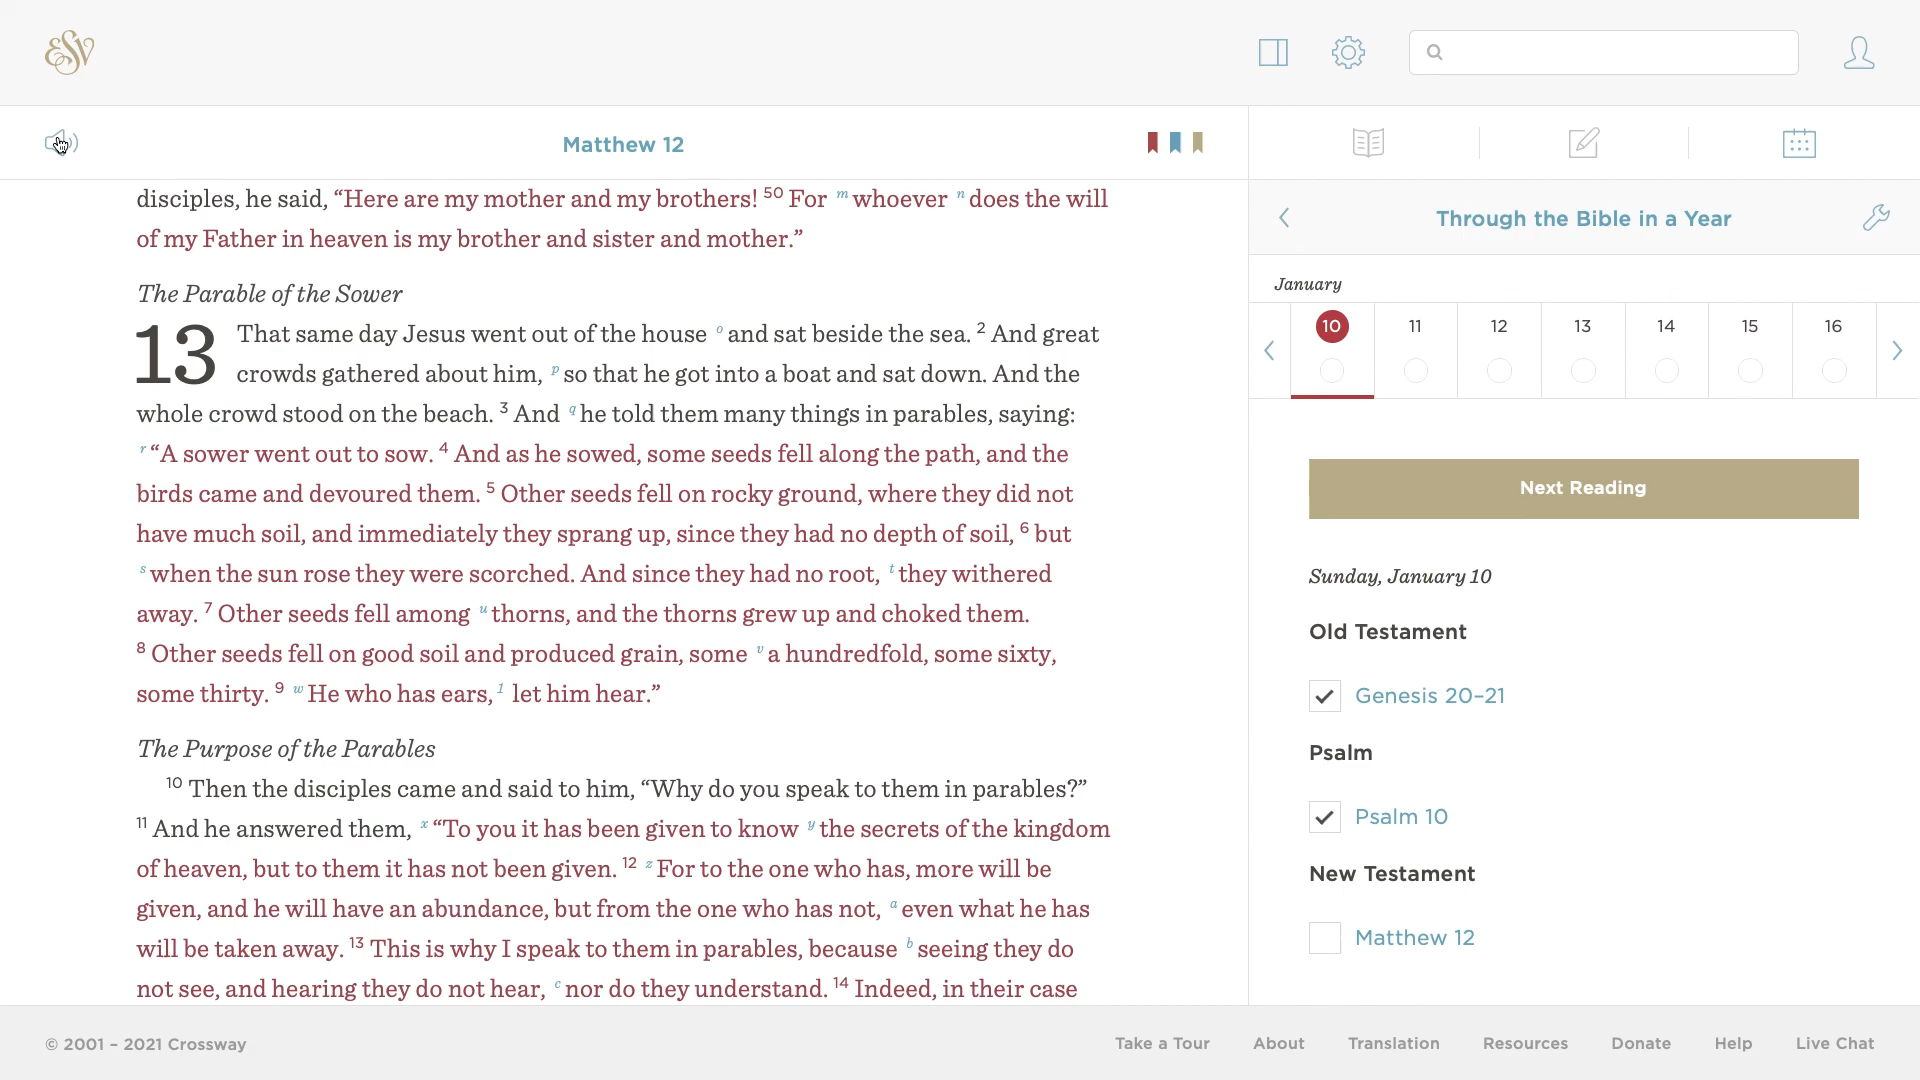 ESV
Matthew 12
disciples, he said, “Here are my mother and my brothers! 50 For m whoever n does the will
of my Father in heaven is my brother and sister and mother.”
The Parable of the Sower
13 That same day Jesus went out of the house o and sat beside the sea. 2 And great
crowds gathered about him, p so that he got into a boat and sat down. And the
whole crowd stood on the beach. 3 And q he told them many things in parables, saying:
r “A sower went out to sow. 4 And as he sowed, some seeds fell along the path, and the
birds came and devoured them. 5 Other seeds fell on rocky ground, where they did not
have much soil, and immediately they sprang up, since they had no depth of soil, 6 but
s when the sun rose they were scorched. And since they had no root, t they withered
away. 7 Other seeds fell among u thorns, and the thorns grew up and choked them.
8 Other seeds fell on good soil and produced grain, some v a hundredfold, some sixty,
some thirty. 9 w He who has ears, 1 let him hear.”
The Purpose of the Parables
10 Then the disciples came and said to him, “Why do you speak to them in parables?”
11 And he answered them, x “To you it has been given to know y the secrets of the kingdom
of heaven, but to them it has not been given. 12 z For to the one who has, more will be
given, and he will have an abundance, but from the one who has not, a even what he has
will be taken away. 13 This is why I speak to them in parables, because b seeing they do
not see, and hearing they do not hear, c nor do they understand. 14 Indeed, in their case
Through the Bible in a Year
January
10 11 12 13 14 15 16
Next Reading
Sunday, January 10
Old Testament
Genesis 20–21
Psalm
Psalm 10
New Testament
Matthew 12
© 2001 – 2021 Crossway
Take a Tour About Translation Resources Donate Help Live Chat